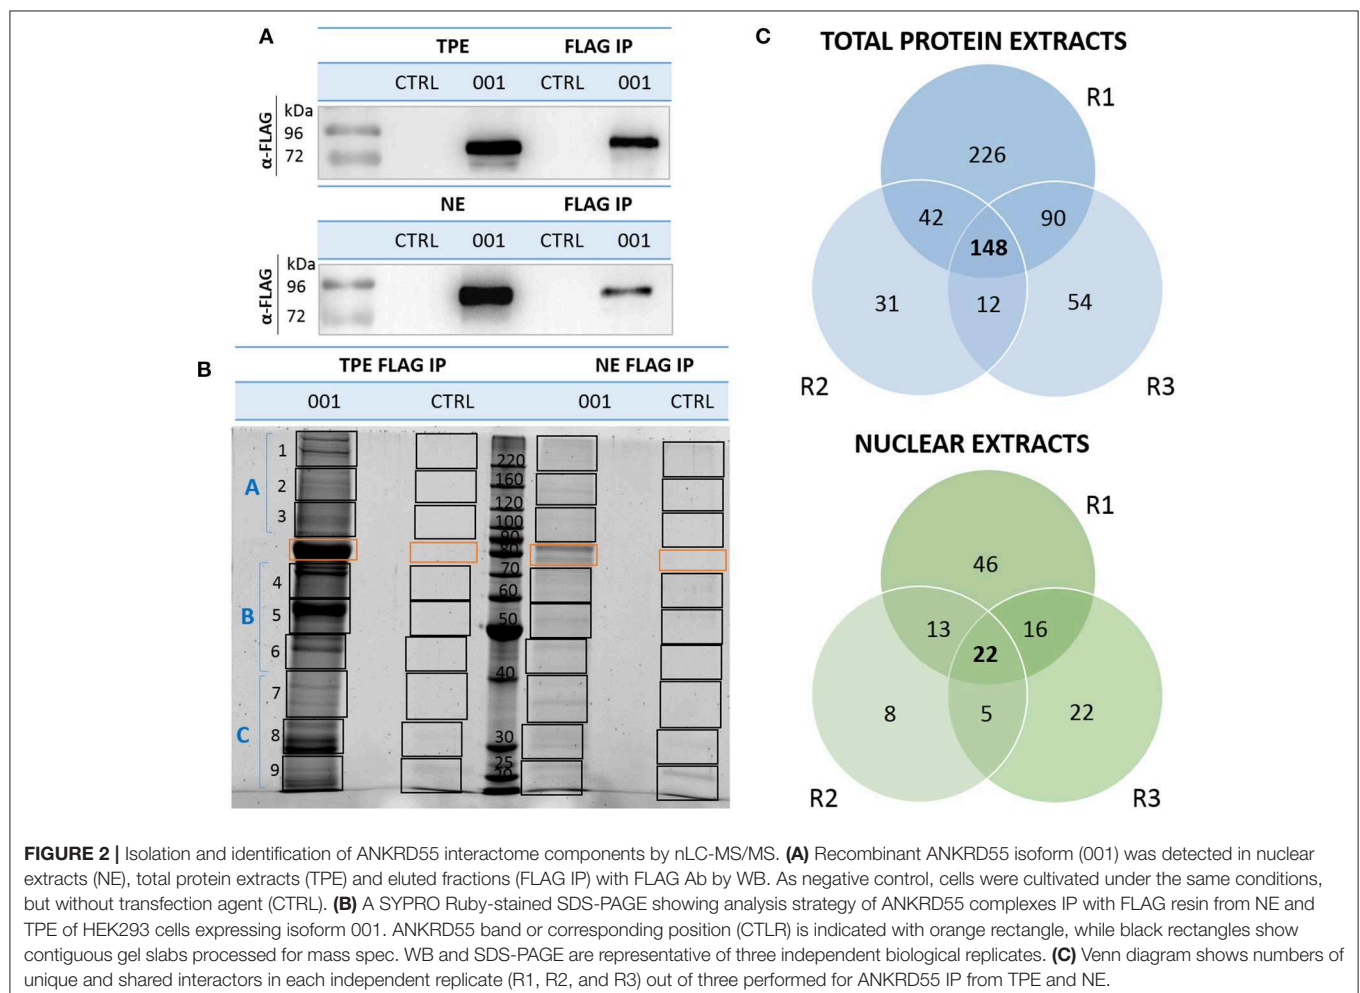 A
TPE FLAG IP
CTRL 001 CTRL 001
α-FLAG
kDa
96
72
NE FLAG IP
CTRL 001 CTRL 001
α-FLAG
kDa
96
72
B
TPE FLAG IP NE FLAG IP
001 CTRL 001 CTRL
A
1
2
3
B
4
5
6
C
7
8
9
220
160
120
100
90
80
70
60
50
40
30
25
20
C
TOTAL PROTEIN EXTRACTS
R1
226
42 90
148
31 12 54
R2 R3
NUCLEAR EXTRACTS
R1
46
13 16
22
8 5 22
R2 R3
FIGURE 2 | Isolation and identification of ANKRD55 interactome components by nLC-MS/MS. (A) Recombinant ANKRD55 isoform (001) was detected in nuclear
extracts (NE), total protein extracts (TPE) and eluted fractions (FLAG IP) with FLAG Ab by WB. As negative control, cells were cultivated under the same conditions,
but without transfection agent (CTRL). (B) A SYPRO Ruby-stained SDS-PAGE showing analysis strategy of ANKRD55 complexes IP with FLAG resin from NE and
TPE of HEK293 cells expressing isoform 001. ANKRD55 band or corresponding position (CTLR) is indicated with orange rectangle, while black rectangles show
contiguous gel slabs processed for mass spec. WB and SDS-PAGE are representative of three independent biological replicates. (C) Venn diagram shows numbers of
unique and shared interactors in each independent replicate (R1, R2, and R3) out of three performed for ANKRD55 IP from TPE and NE.